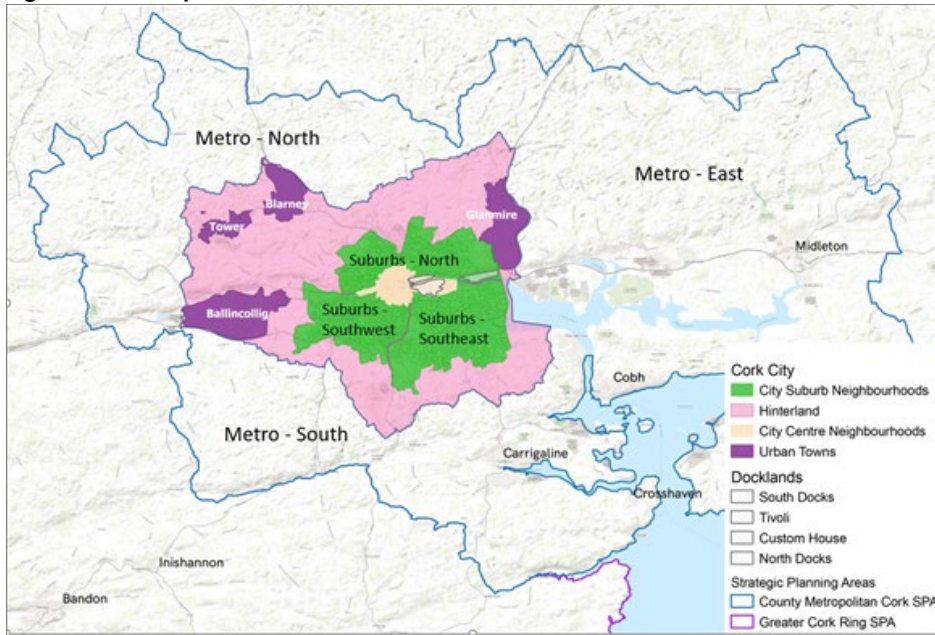 Metro - North
Metro - East
Blarney
Glanmire
Tower
Midleton
Suburbs - North
Ballincollig
Suburbs -
Southwest
Suburbs -
Southeast
Cobh
Metro - South
Carrigaline
Crosshaven
Inishannon
Bandon
Cork City
City Suburb Neighbourhoods
Hinterland
City Centre Neighbourhoods
Urban Towns
Docklands
South Docks
Tivoli
Custom House
North Docks
Strategic Planning Areas
County Metropolitan Cork SPA
Greater Cork Ring SPA